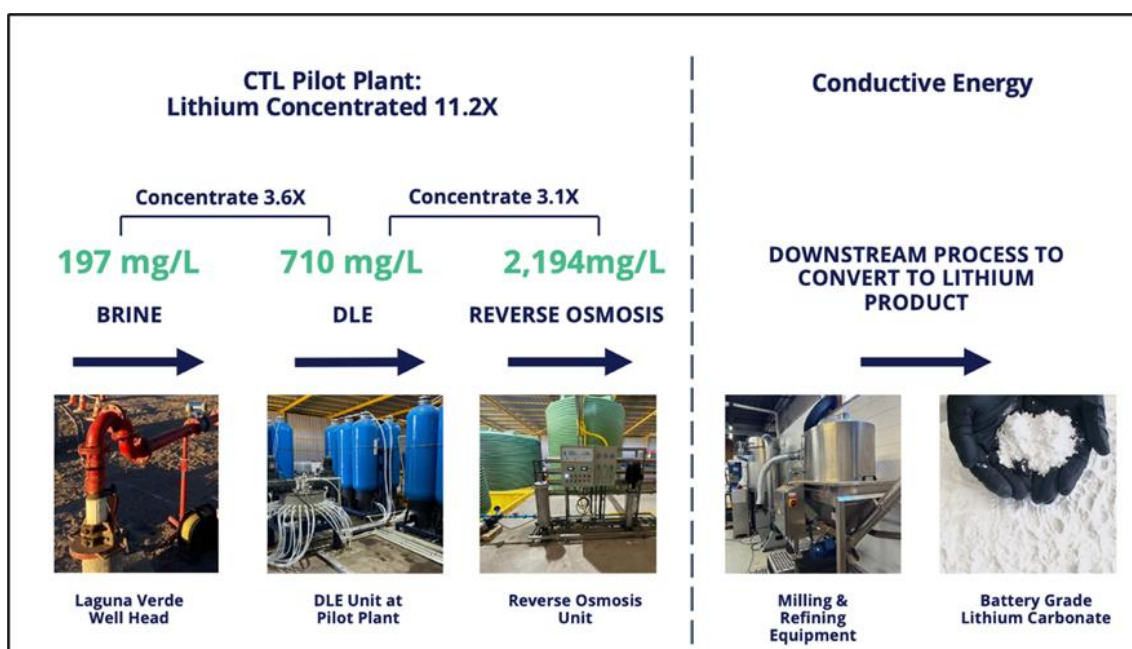 CTL Pilot Plant:
Lithium Concentrated 11.2X
Conductive Energy
Concentrate 3.6X
Concentrate 3.1X
197 mg/L
710 mg/L
2,194mg/L
BRINE
DLE
REVERSE OSMOSIS
DOWNSTREAM PROCESS TO
CONVERT TO LITHIUM
PRODUCT
Laguna Verde
Well Head
DLE Unit at
Pilot Plant
Reverse Osmosis
Unit
Milling &
Refining
Equipment
Battery Grade
Lithium Carbonate